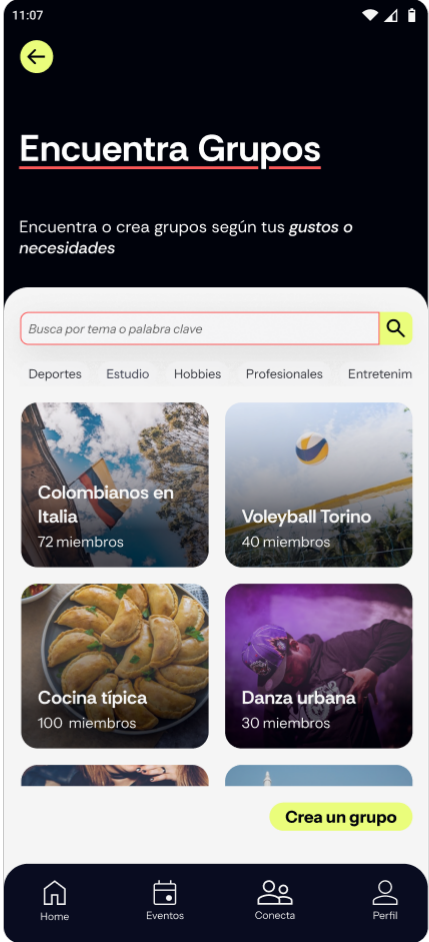 11:07
Encuentra Grupos
Encuentra o crea grupos según tus gustos o
necesidades
Busca por tema o palabra clave
Deportes Estudio Hobbies Profesionales Entretenim
Colombianos en
Italia
72 miembros
Voleyball Torino
40 miembros
Cocina típica
100 miembros
Danza urbana
30 miembros
Crea un grupo
Home Eventos Conecta Perfil